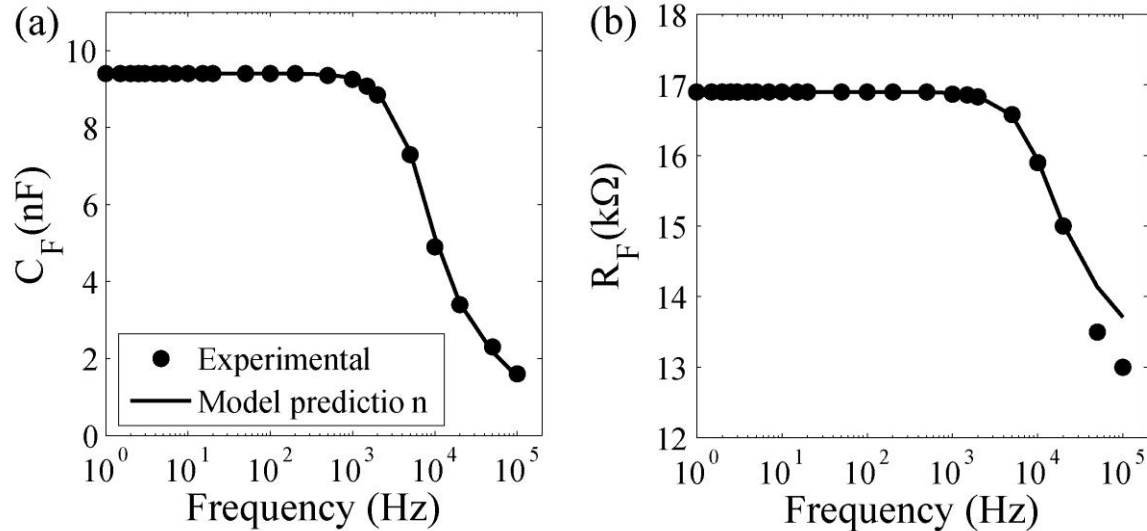 (a)
10
8
6
4
2
0
C_F(nF)
Experimental
Model predictio n
10^0 10^1 10^2 10^3 10^4 10^5
Frequency (Hz)
(b)
18
17
16
15
14
13
12
R_F(kΩ)
10^0 10^1 10^2 10^3 10^4 10^5
Frequency (Hz)